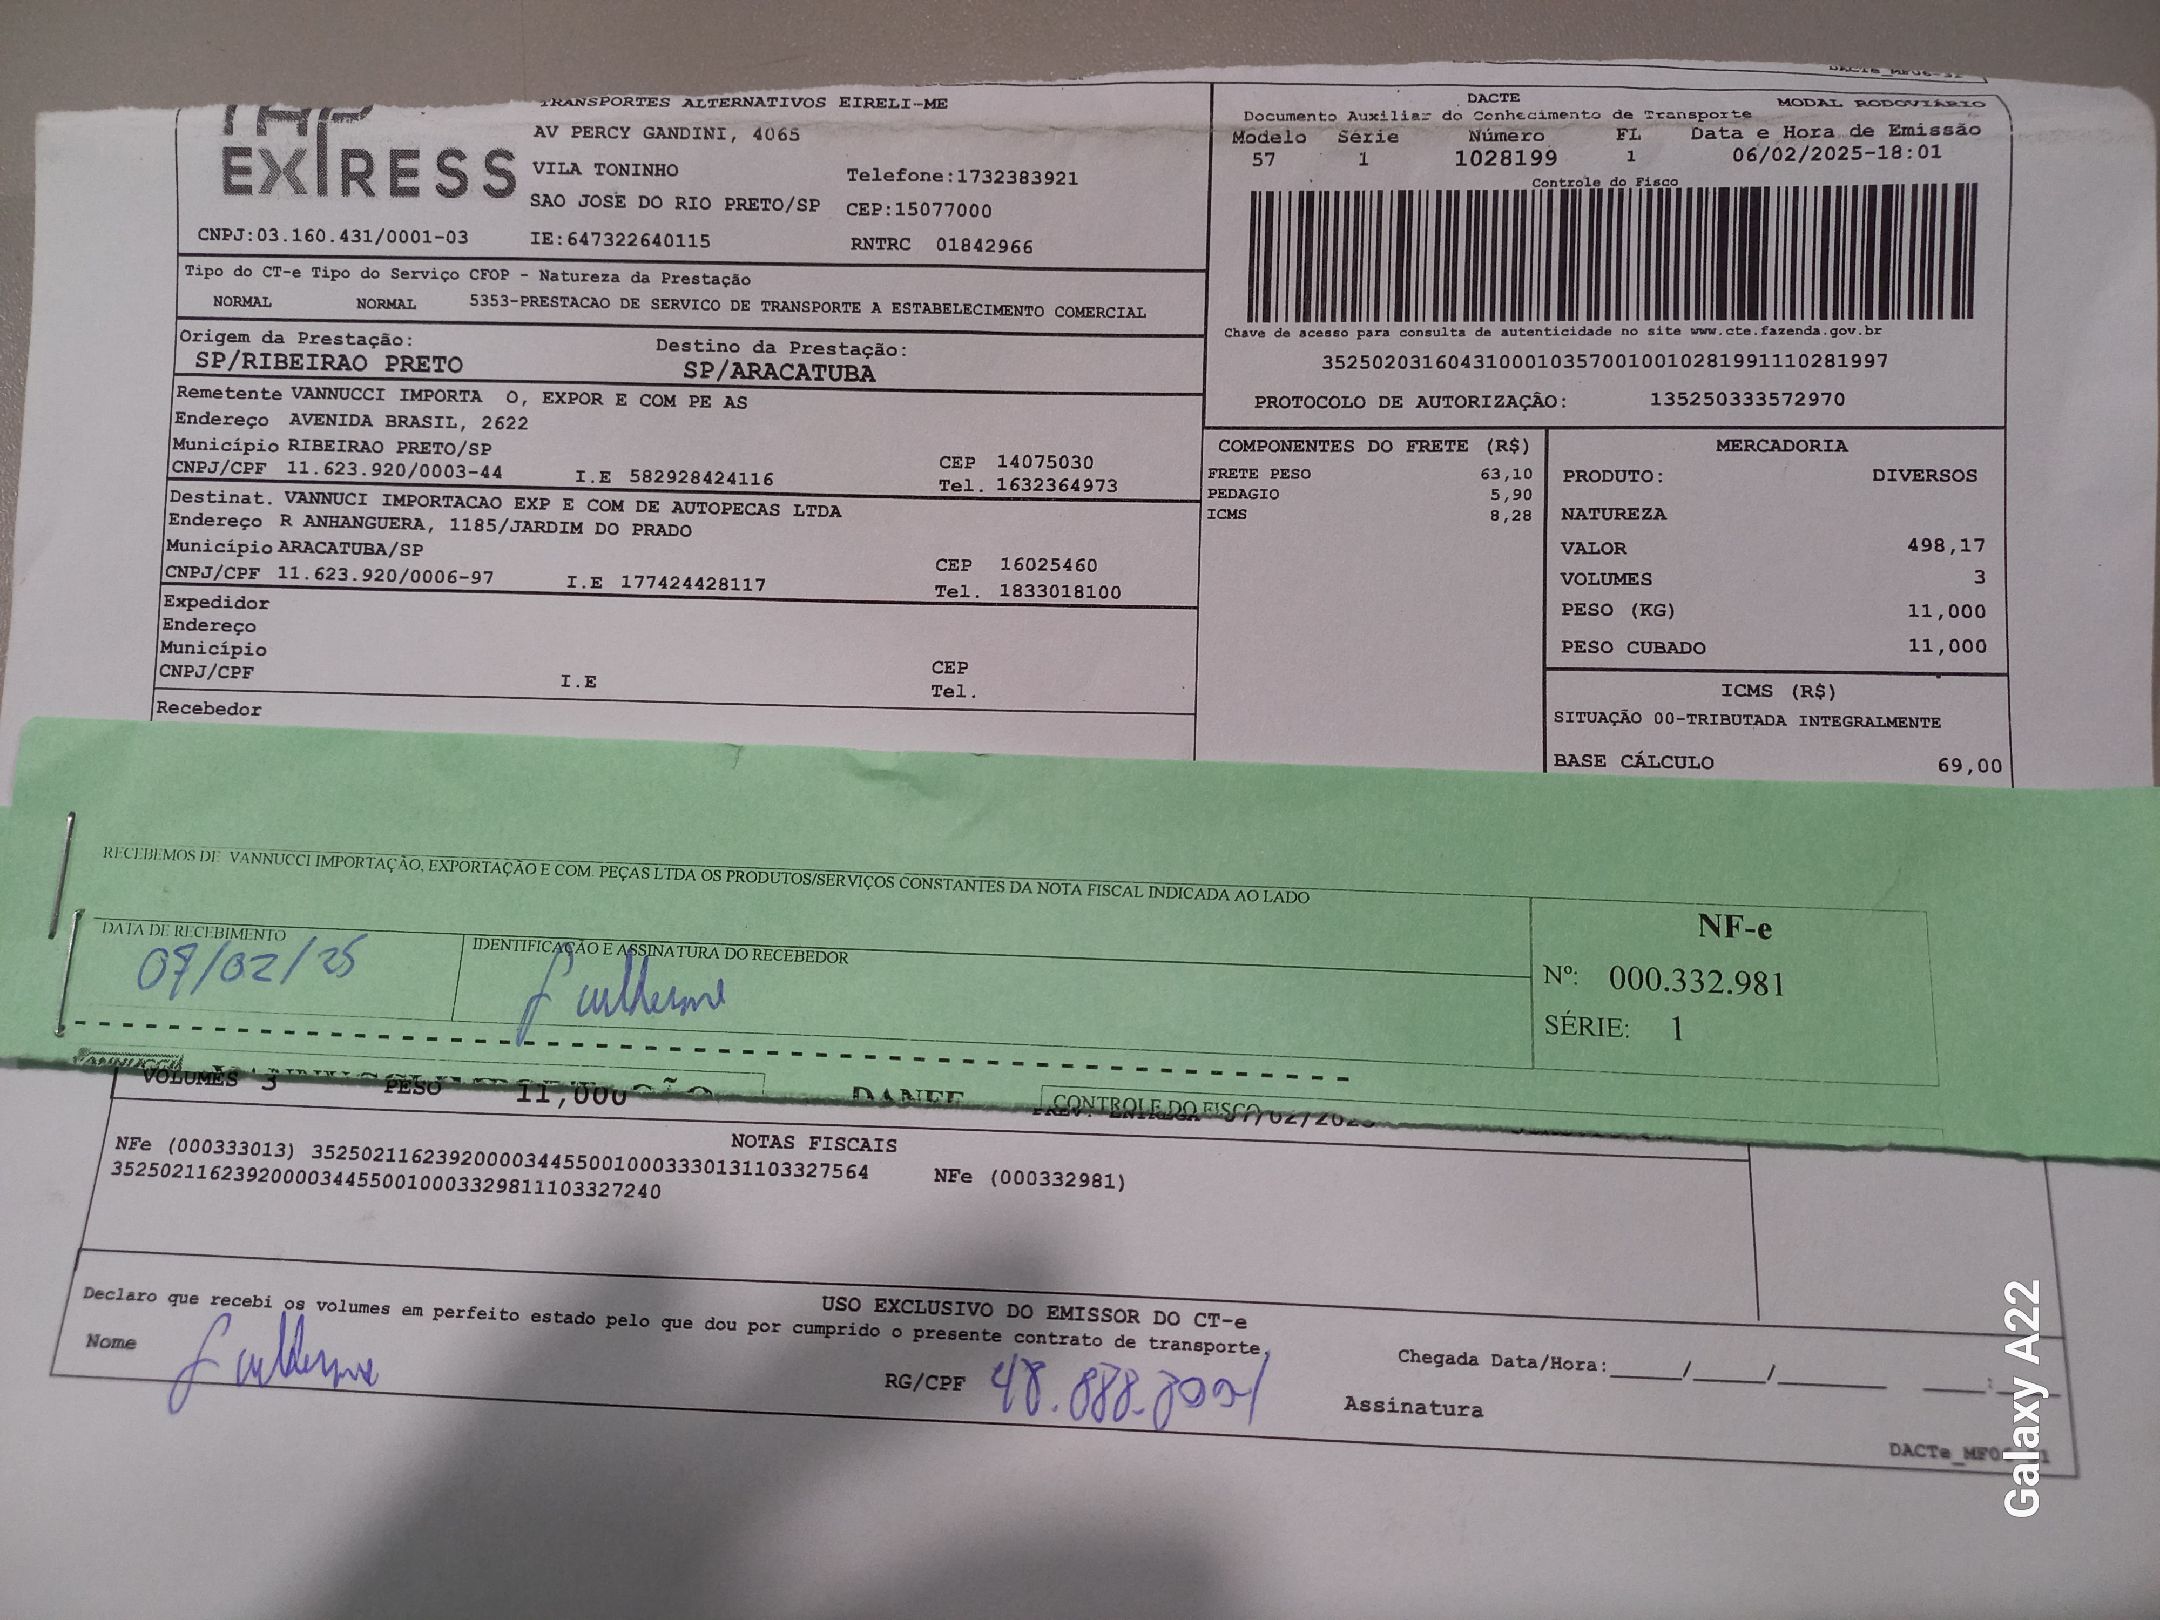 DACTe_MF06-31
EXPRESS
TRANSPORTES ALTERNATIVOS EIRELI-ME
AV PERCY GANDINI, 4065
VILA TONINHO Telefone:1732383921
SAO JOSE DO RIO PRETO/SP CEP:15077000
CNPJ:03.160.431/0001-03 IE:647322640115 RNTRC 01842966
DACTE MODAL RODOVIÁRIO
Documento Auxiliar do Conhecimento de Transporte
Modelo Série Número FL Data e Hora de Emissão
57 1 1028199 1 06/02/2025-18:01
Controle do Fisco
Chave de acesso para consulta de autenticidade no site www.cte.fazenda.gov.br
35250203160431000103570010010281991110281997
PROTOCOLO DE AUTORIZAÇÃO: 135250333572970
Tipo do CT-e Tipo do Serviço CFOP - Natureza da Prestação
NORMAL NORMAL 5353-PRESTACAO DE SERVICO DE TRANSPORTE A ESTABELECIMENTO COMERCIAL
Origem da Prestação: Destino da Prestação:
SP/RIBEIRAO PRETO SP/ARACATUBA
Remetente VANNUCCI IMPORTA O, EXPOR E COM PE AS
Endereço AVENIDA BRASIL, 2622
Município RIBEIRAO PRETO/SP CEP 14075030
CNPJ/CPF 11.623.920/0003-44 I.E 582928424116 Tel. 1632364973
Destinat. VANNUCI IMPORTACAO EXP E COM DE AUTOPECAS LTDA
Endereço R ANHANGUERA, 1185/JARDIM DO PRADO
Município ARACATUBA/SP CEP 16025460
CNPJ/CPF 11.623.920/0006-97 I.E 177424428117 Tel. 1833018100
Expedidor
Endereço
Município CEP
CNPJ/CPF I.E Tel.
Recebedor
COMPONENTES DO FRETE (R$)
FRETE PESO 63,10
PEDAGIO 5,90
ICMS 8,28
MERCADORIA
PRODUTO: DIVERSOS
NATUREZA
VALOR 498,17
VOLUMES 3
PESO (KG) 11,000
PESO CUBADO 11,000
ICMS (R$)
SITUAÇÃO 00-TRIBUTADA INTEGRALMENTE
BASE CÁLCULO 69,00
RECEBEMOS DE VANNUCCI IMPORTAÇÃO, EXPORTAÇÃO E COM. PEÇAS LTDA OS PRODUTOS/SERVIÇOS CONSTANTES DA NOTA FISCAL INDICADA AO LADO
DATA DE RECEBIMENTO IDENTIFICAÇÃO E ASSINATURA DO RECEBEDOR
07/02/25 Guilherme
NF-e
Nº: 000.332.981
SÉRIE: 1
VOLUMES 3 PESO 11,000 DANFE CONTROLE DO FISCO
NOTAS FISCAIS
NFe (000333013) 35250211623920000344550010003330131103327564 NFe (000332981)
35250211623920000344550010003329811103327240
USO EXCLUSIVO DO EMISSOR DO CT-e
Declaro que recebi os volumes em perfeito estado pelo que dou por cumprido o presente contrato de transporte,
Nome Guilherme RG/CPF Chegada Data/Hora:_____/_____/_______ ____:____
Assinatura
Galaxy A22